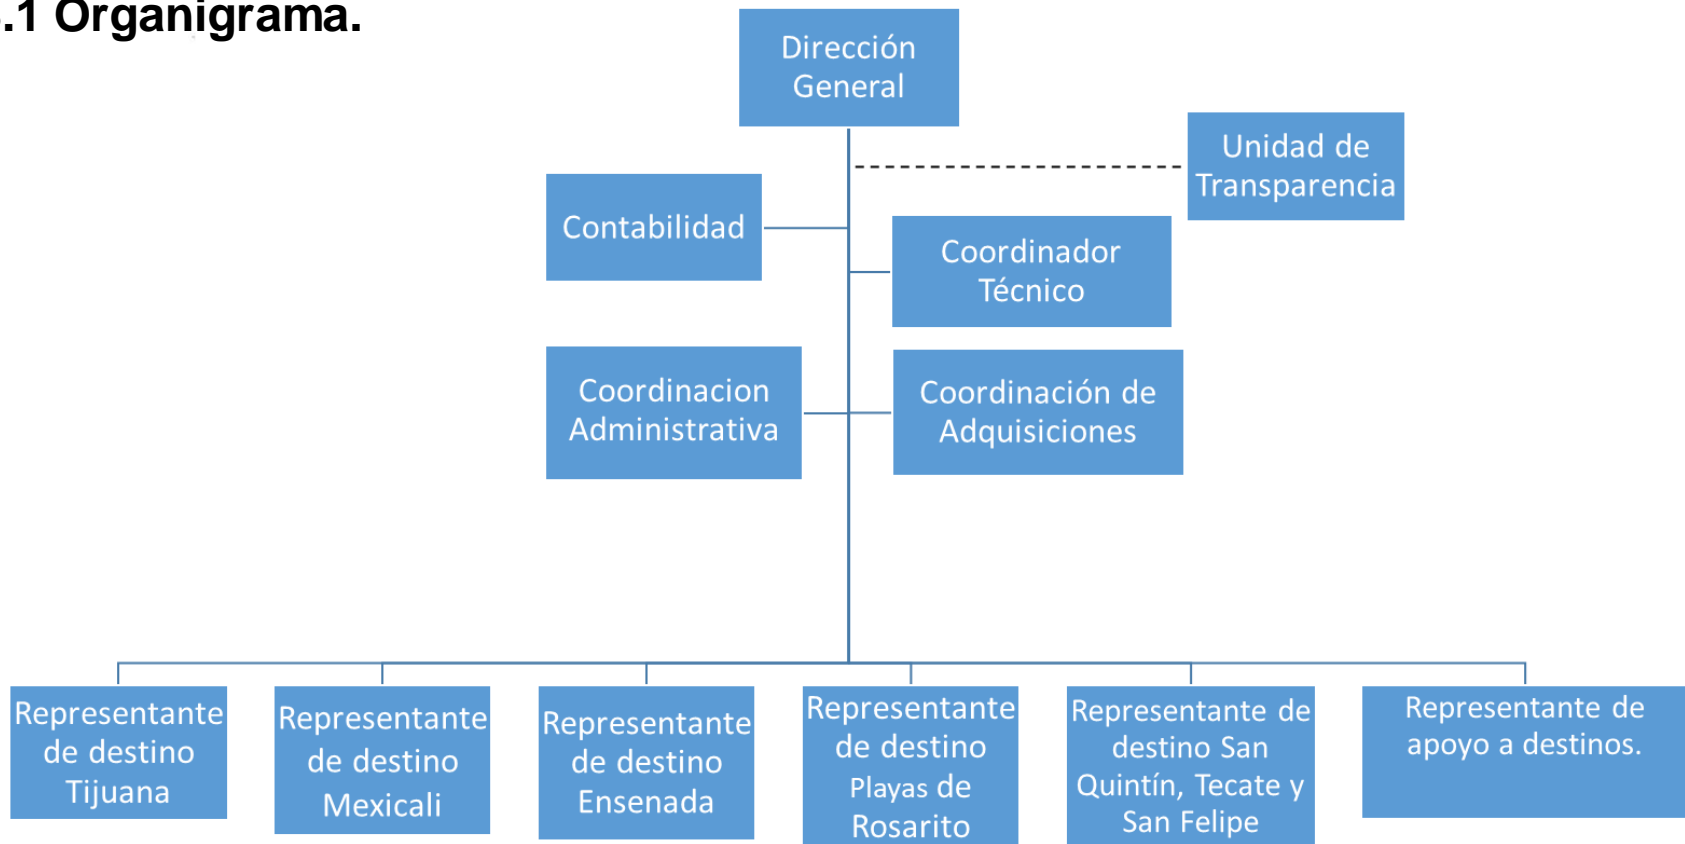 .1 Organigrama.
Dirección
General
Unidad de
Transparencia
Contabilidad
Coordinador
Técnico
Coordinacion
Administrativa
Coordinación de
Adquisiciones
Representante
de destino
Tijuana
Representante
de destino
Mexicali
Representante
de destino
Ensenada
Representante
de destino
Playas de
Rosarito
Representante de
destino San
Quintín, Tecate y
San Felipe
Representante de
apoyo a destinos.